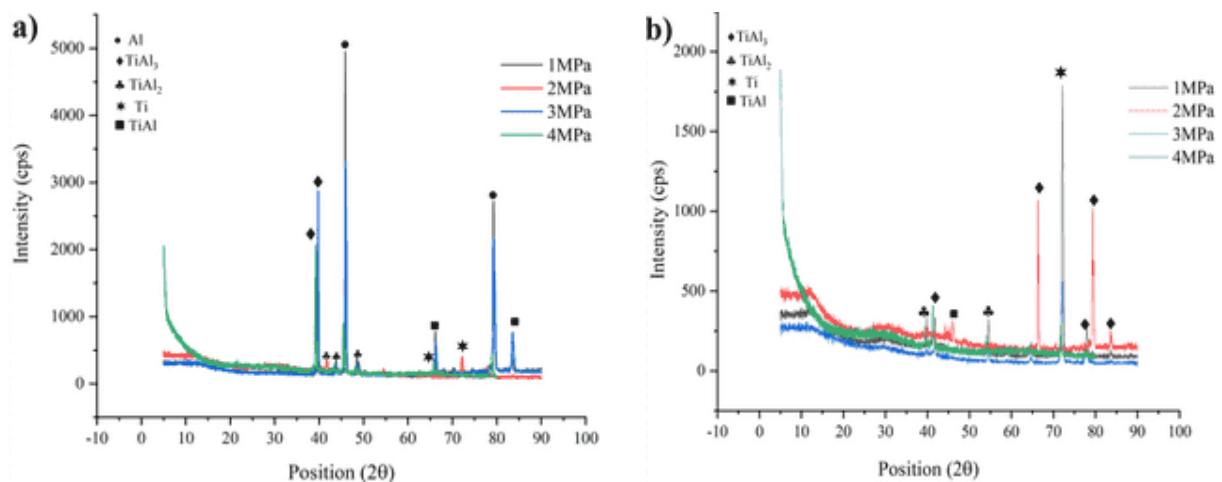 a)
Al
TiAl3
TiAl2
Ti
TiAl
1MPa
2MPa
3MPa
4MPa
5000
4000
3000
2000
1000
0
Intensity (cps)
-10 0 10 20 30 40 50 60 70 80 90 100
Position (2θ)
b)
TiAl3
TiAl2
Ti
TiAl
1MPa
2MPa
3MPa
4MPa
2000
1500
1000
500
0
Intensity (cps)
-10 0 10 20 30 40 50 60 70 80 90 100
Position (2θ)